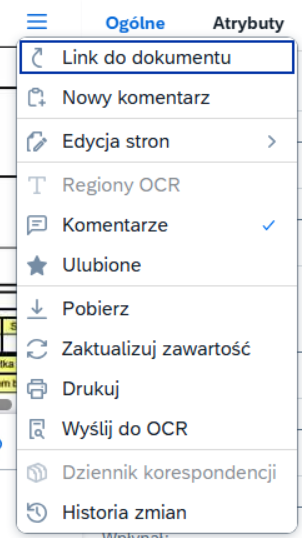 Ogólne Atrybuty
Link do dokumentu
Nowy komentarz
Edycja stron
Regiony OCR
Komentarze
Ulubione
Pobierz
Zaktualizuj zawartość
Drukuj
Wyślij do OCR
Dziennik korespondencji
Historia zmian